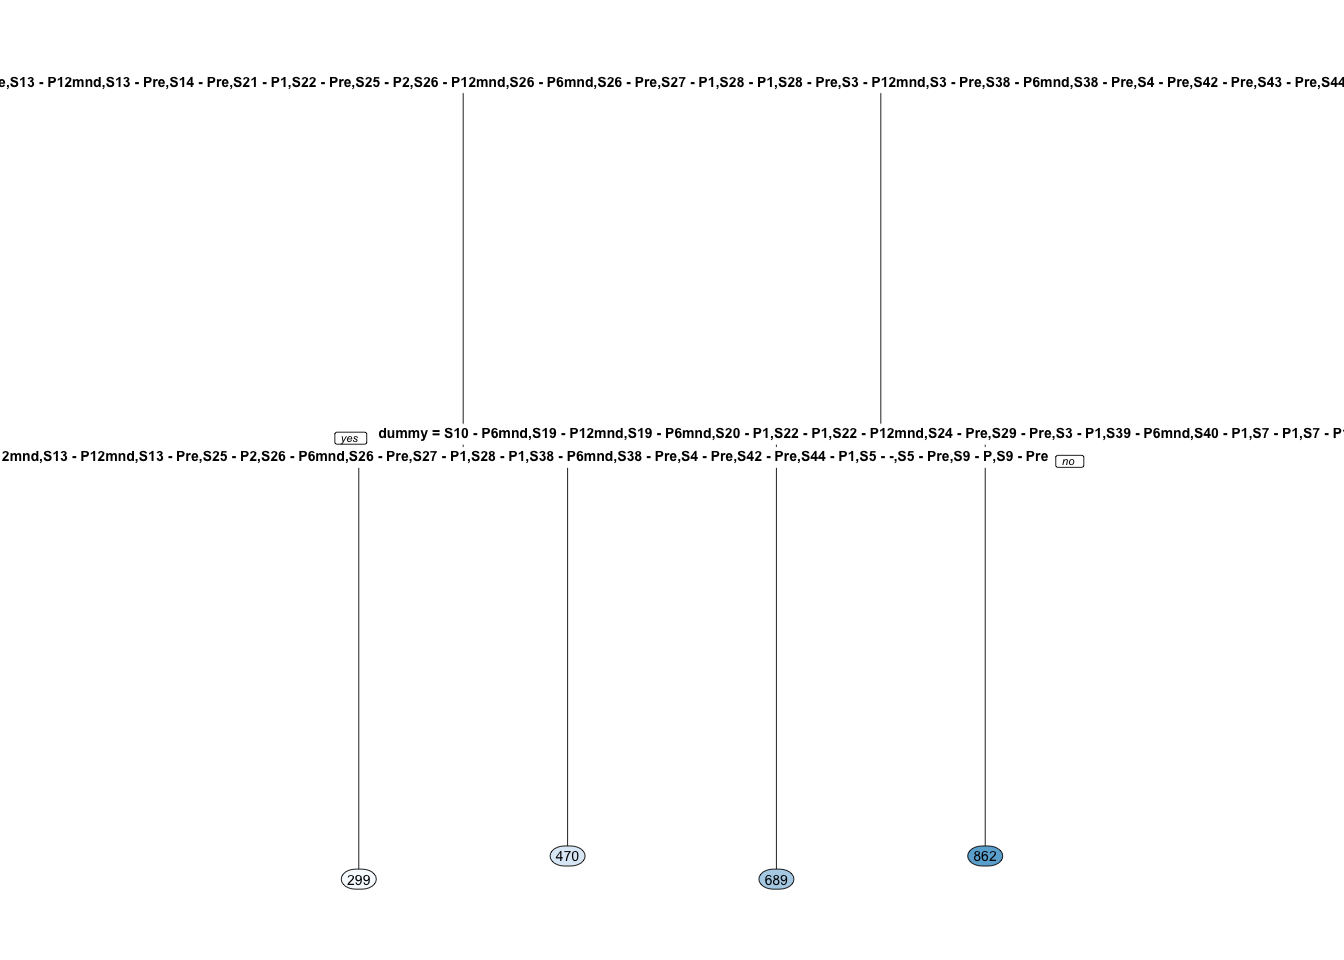 e,S13 - P12mnd,S13 - Pre,S14 - Pre,S21 - P1,S22 - Pre,S25 - P2,S26 - P12mnd,S26 - P6mnd,S26 - Pre,S27 - P1,S28 - P1,S28 - Pre,S3 - P12mnd,S3 - Pre,S38 - P6mnd,S38 - Pre,S4 - Pre,S42 - Pre,S43 - Pre,S44
yes dummy = S10 - P6mnd,S19 - P12mnd,S19 - P6mnd,S20 - P1,S22 - P1,S22 - P12mnd,S24 - Pre,S29 - Pre,S3 - P1,S39 - P6mnd,S40 - P1,S7 - P1,S7 - P1
2mnd,S13 - P12mnd,S13 - Pre,S25 - P2,S26 - P6mnd,S26 - Pre,S27 - P1,S28 - P1,S38 - P6mnd,S38 - Pre,S4 - Pre,S42 - Pre,S44 - P1,S5 - -,S5 - Pre,S9 - P,S9 - Pre no
470 862
299 689